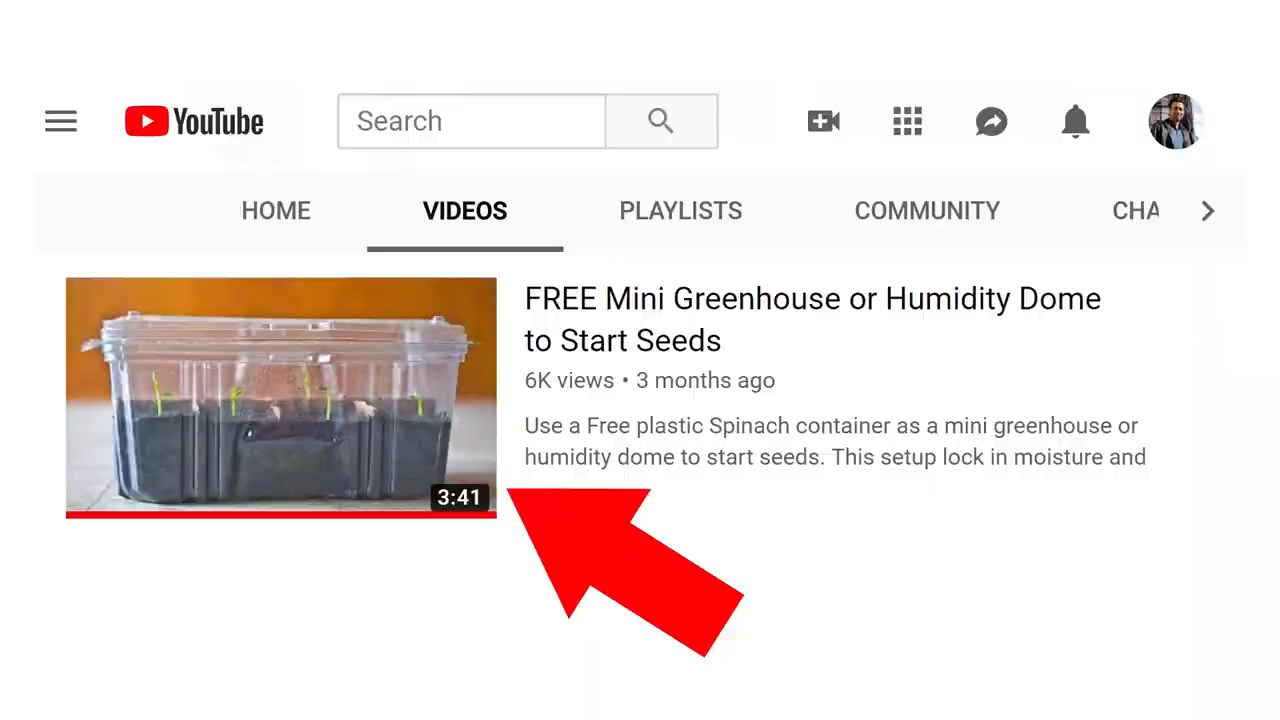 YouTube
Search
HOME VIDEOS PLAYLISTS COMMUNITY CHA
FREE Mini Greenhouse or Humidity Dome
to Start Seeds
6K views • 3 months ago
Use a Free plastic Spinach container as a mini greenhouse or
humidity dome to start seeds. This setup lock in moisture and
3:41